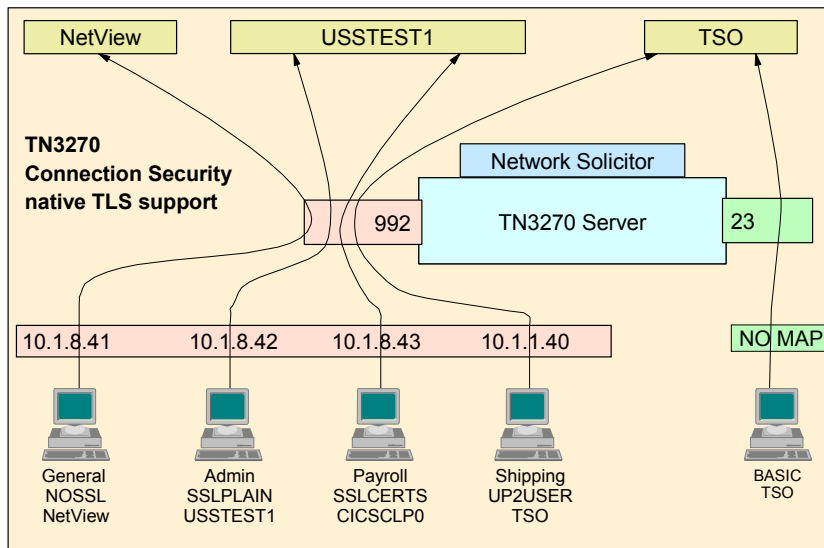 NetView
USSTEST1
TSO
TN3270
Connection Security
native TLS support
Network Solicitor
992
TN3270 Server
23
10.1.8.41
10.1.8.42
10.1.8.43
10.1.1.40
NO MAP
General
NOSSL
NetView
Admin
SSLPLAIN
USSTEST1
Payroll
SSLCERTS
CICSCLP0
Shipping
UP2USER
TSO
BASIC
TSO